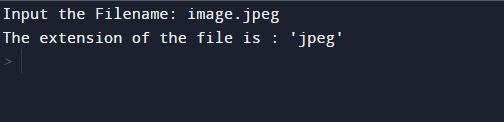 Input the Filename: image.jpeg
The extension of the file is : 'jpeg'
>